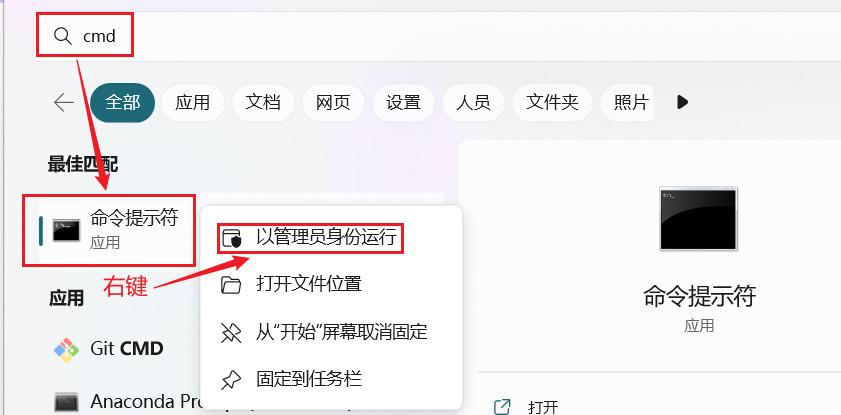 cmd
全部 应用 文档 网页 设置 人员 文件夹 照片
最佳匹配
命令提示符
应用
右键
以管理员身份运行
打开文件位置
从“开始”屏幕取消固定
固定到任务栏
应用
Git CMD
Anaconda
命令提示符
应用
打开